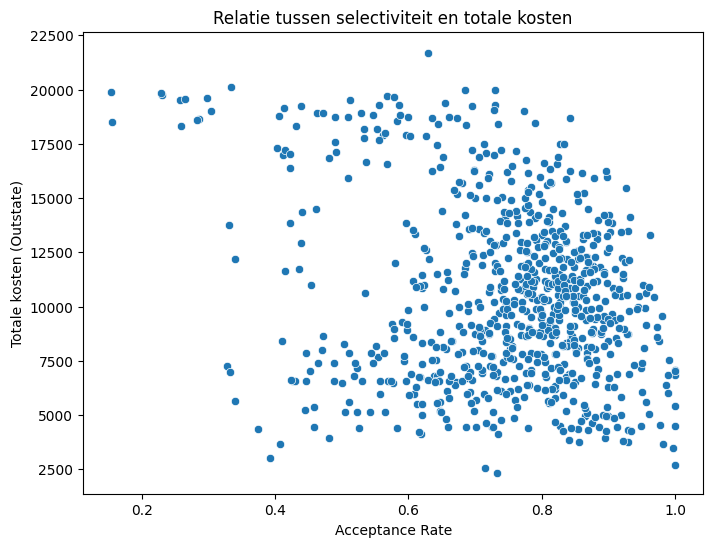 Relatie tussen selectiviteit en totale kosten
22500
20000
17500
15000
12500
10000
7500
5000
2500
Totale kosten (Outstate)
0.2 0.4 0.6 0.8 1.0
Acceptance Rate